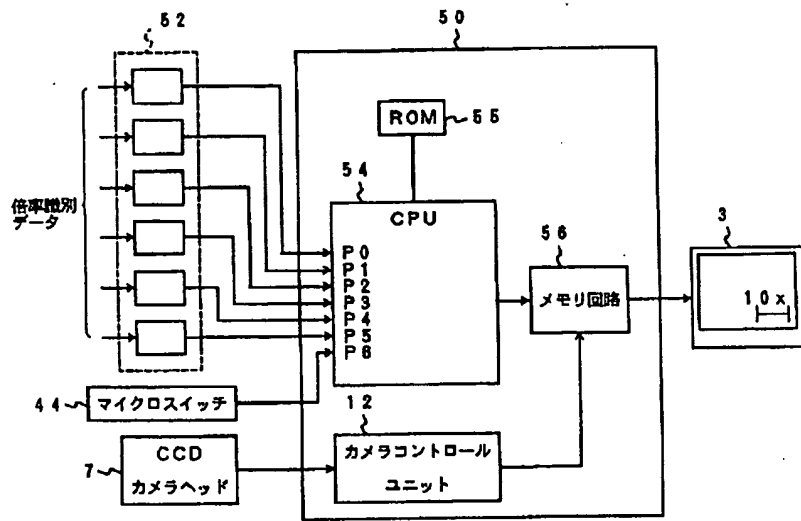 52
50
ROM
55
54
CPU
倍率識別
データ
P0
P1
P2
P3
P4
P5
P6
56
メモリ回路
3
10x
44
マイクロスイッチ
12
7
CCD
カメラヘッド
カメラコントロール
ユニット